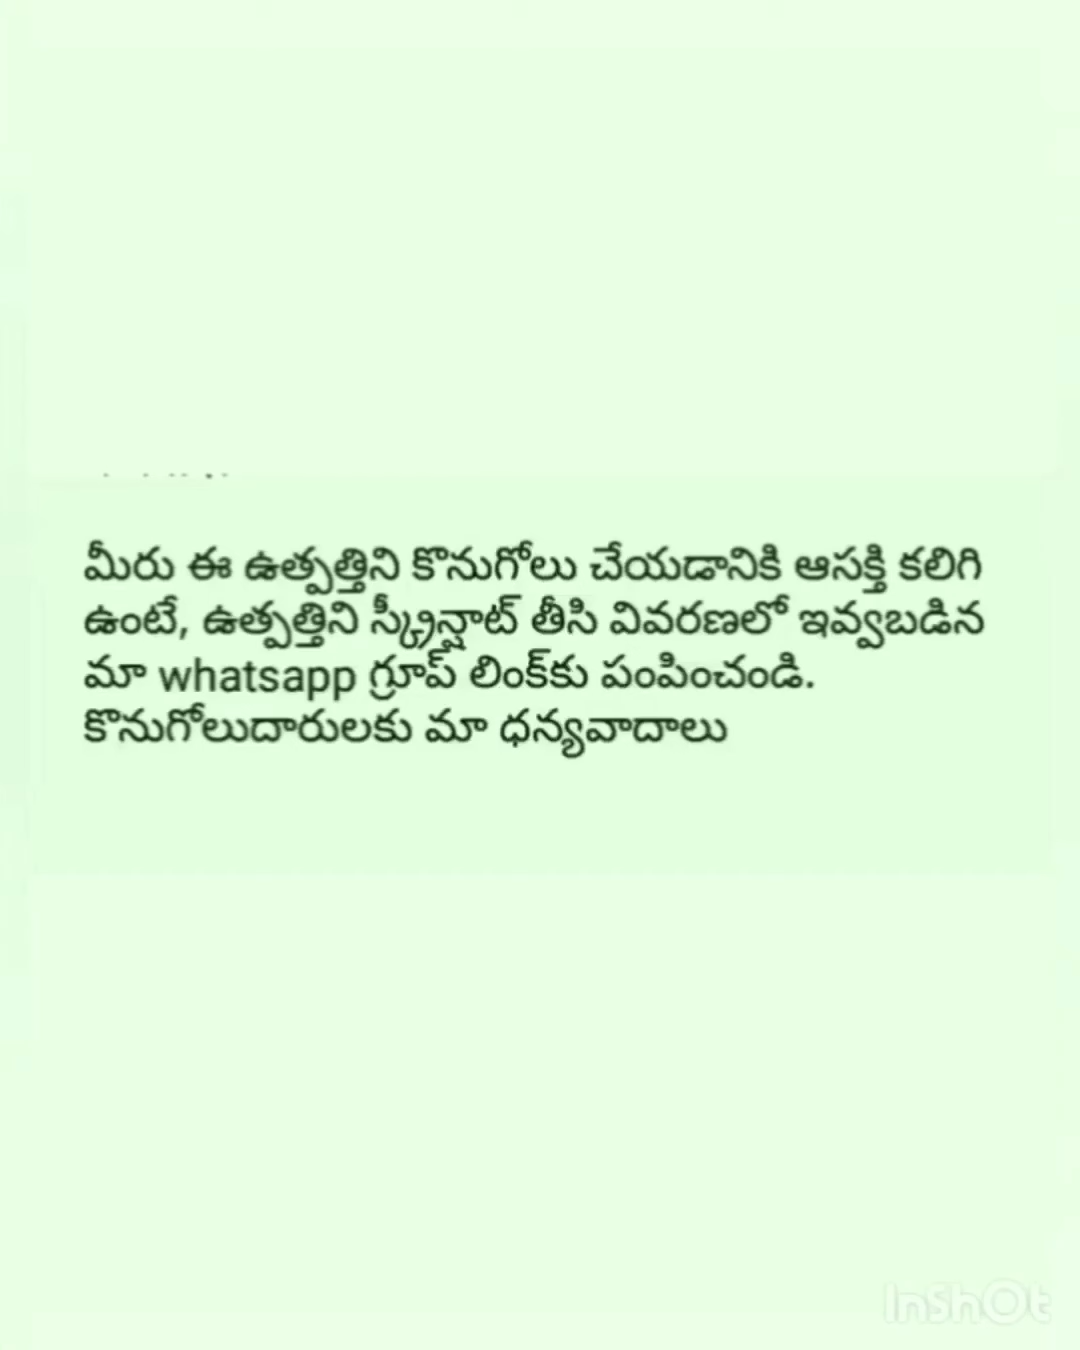 మీరు ఈ ఉత్పత్తిని కొనుగోలు చేయడానికి ఆసక్తి కలిగి
ఉంటే, ఉత్పత్తిని స్క్రీన్షాట్ తీసి వివరణలో ఇవ్వబడిన
మా whatsapp గ్రూప్ లింక్‌కు పంపించండి.
కొనుగోలుదారులకు మా ధన్యవాదాలు
InShOt